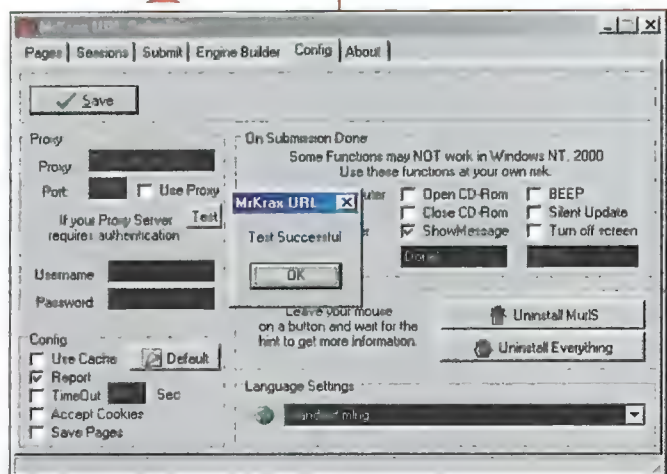 MrKrax URL
Pages Sessions Submit Engine Builder Config About
Save
Proxy
Proxy
Port Use Proxy
If your Proxy Server requires authentication
Test
Username
Password
On Submission Done
Some Functions may NOT work in Windows NT, 2000
Use these functions at your own risk.
Open CD-Rom BEEP
Close CD-Rom Silent Update
ShowMessage Turn off screen
Done
MrKrax URL
Test Successful
OK
Leave your mouse
on a button and wait for the
hint to get more information.
Uninstall MurlS
Uninstall Everything
Config
Use Cache Default
Report
TimeOut Sec
Accept Cookies
Save Pages
Language Settings